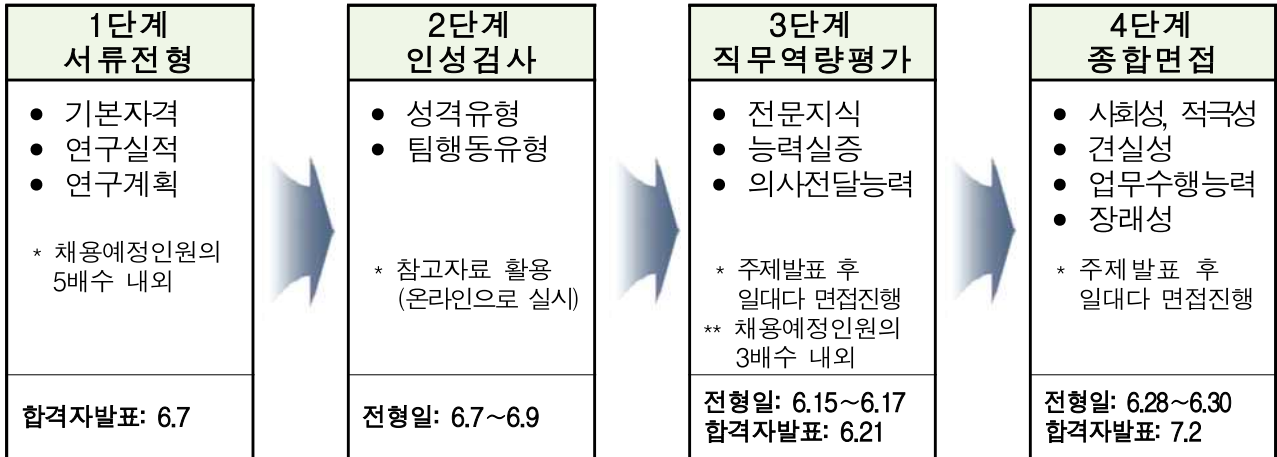 1단계
서류전형
● 기본자격
● 연구실적
● 연구계획
* 채용예정인원의
5배수 내외
합격자발표: 6.7
2단계
인성검사
● 성격유형
● 팀행동유형
* 참고자료 활용
(온라인으로 실시)
전형일: 6.7~6.9
3단계
직무역량평가
● 전문지식
● 능력실증
● 의사전달능력
* 주제발표 후
일대다 면접진행
** 채용예정인원의
3배수 내외
전형일: 6.15~6.17
합격자발표: 6.21
4단계
종합면접
● 사회성, 적극성
● 견실성
● 업무수행능력
● 장래성
* 주제발표 후
일대다 면접진행
전형일: 6.28~6.30
합격자발표: 7.2